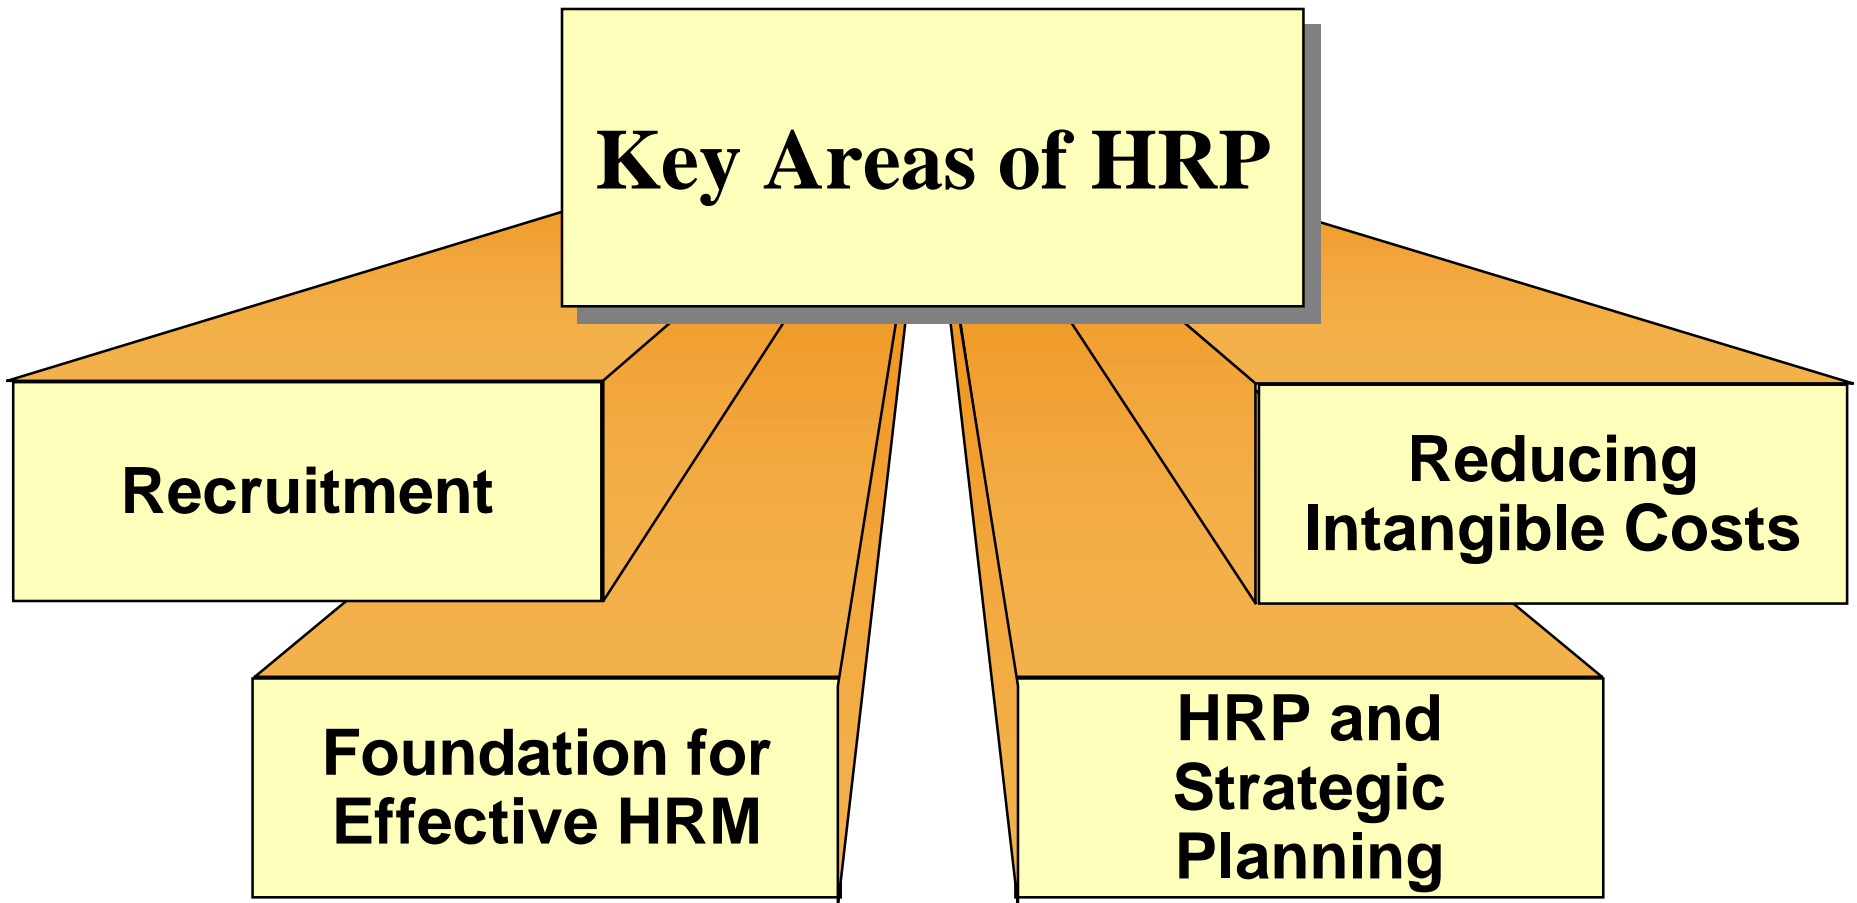 Key Areas of HRP
Recruitment
Reducing
Intangible Costs
Foundation for
Effective HRM
HRP and
Strategic
Planning